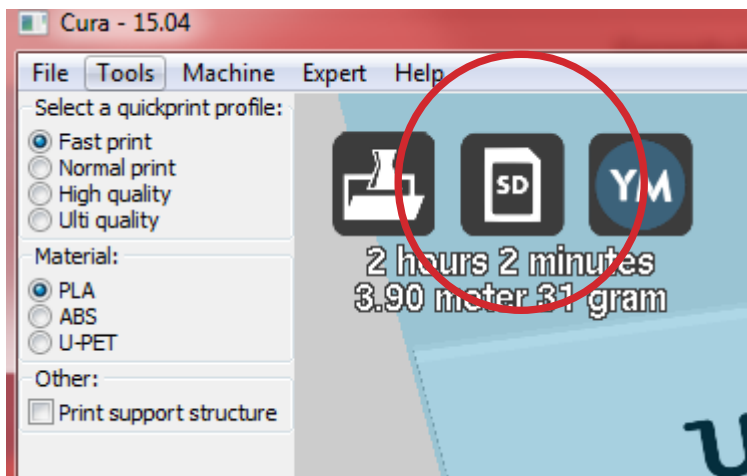 Cura - 15.04
File Tools Machine Expert Help
Select a quickprint profile:
Fast print
Normal print
High quality
Ulti quality
Material:
PLA
ABS
U-PET
Other:
Print support structure
SD
YM
2 hours 2 minutes
3.90 meter 31 gram